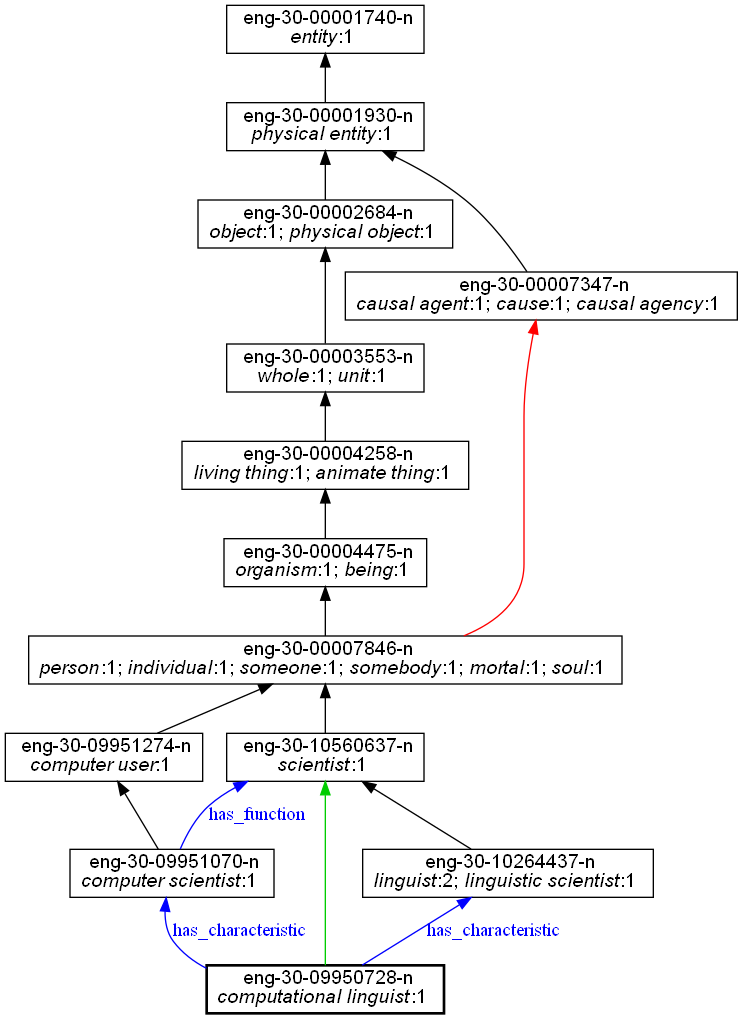 eng-30-00001740-n
entity:1
eng-30-00001930-n
physical entity:1
eng-30-00002684-n
object:1; physical object:1
eng-30-00007347-n
causal agent:1; cause:1; causal agency:1
eng-30-00003553-n
whole:1; unit:1
eng-30-00004258-n
living thing:1; animate thing:1
eng-30-00004475-n
organism:1; being:1
eng-30-00007846-n
person:1; individual:1; someone:1; somebody:1; mortal:1; soul:1
eng-30-09951274-n
computer user:1
eng-30-10560637-n
scientist:1
has_function
eng-30-09951070-n
computer scientist:1
eng-30-10264437-n
linguist:2; linguistic scientist:1
has_characteristic
has_characteristic
eng-30-09950728-n
computational linguist:1